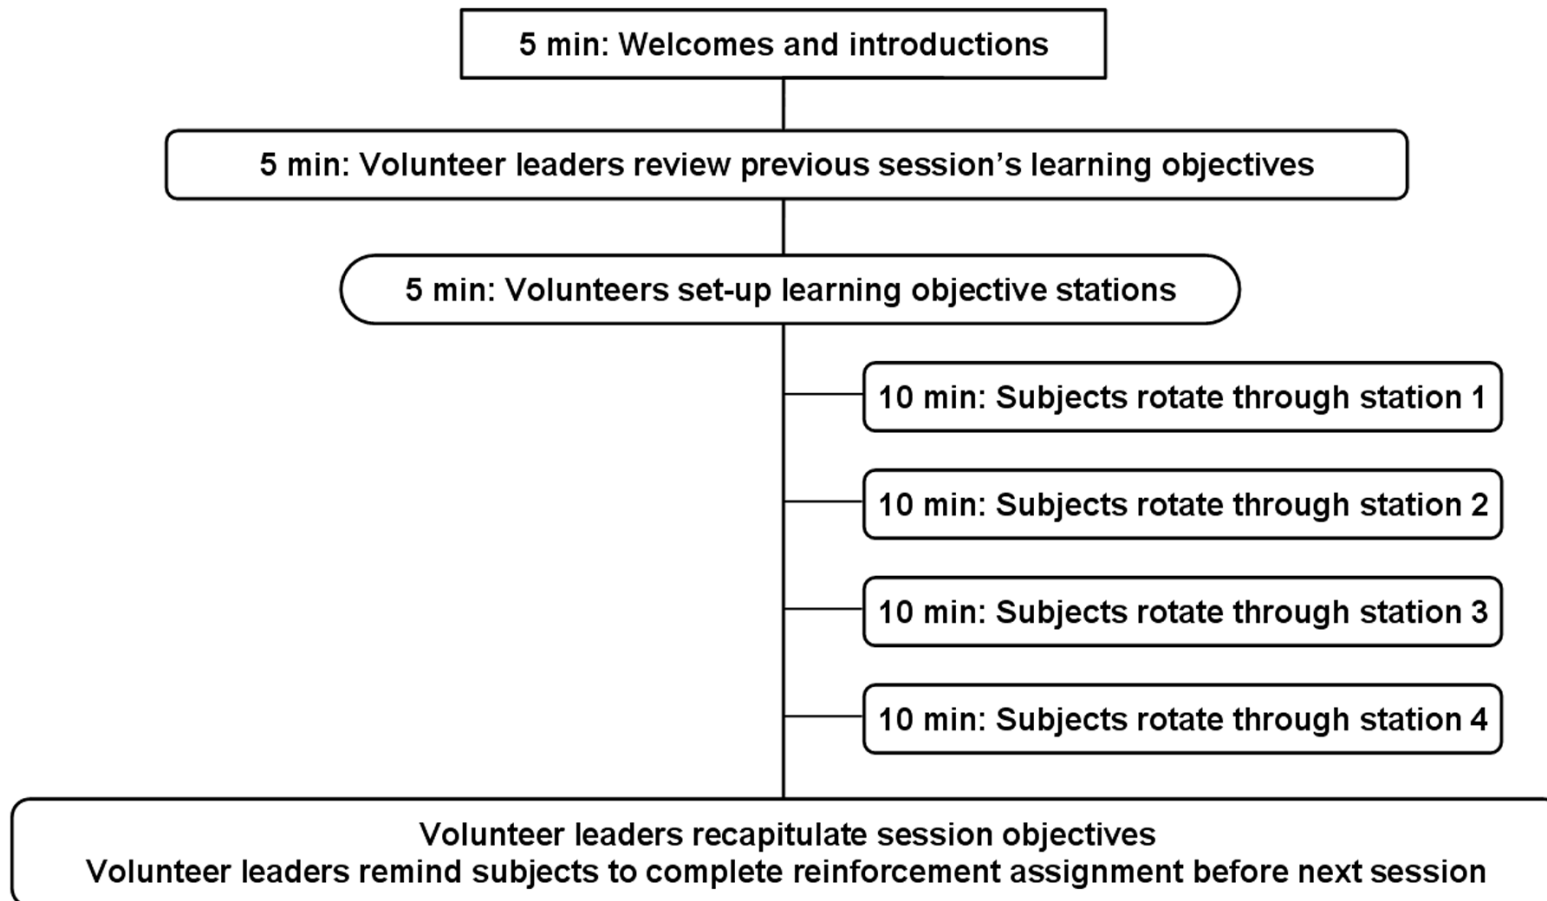 5 min: Welcomes and introductions
5 min: Volunteer leaders review previous session’s learning objectives
5 min: Volunteers set-up learning objective stations
10 min: Subjects rotate through station 1
10 min: Subjects rotate through station 2
10 min: Subjects rotate through station 3
10 min: Subjects rotate through station 4
Volunteer leaders recapitulate session objectives
Volunteer leaders remind subjects to complete reinforcement assignment before next session